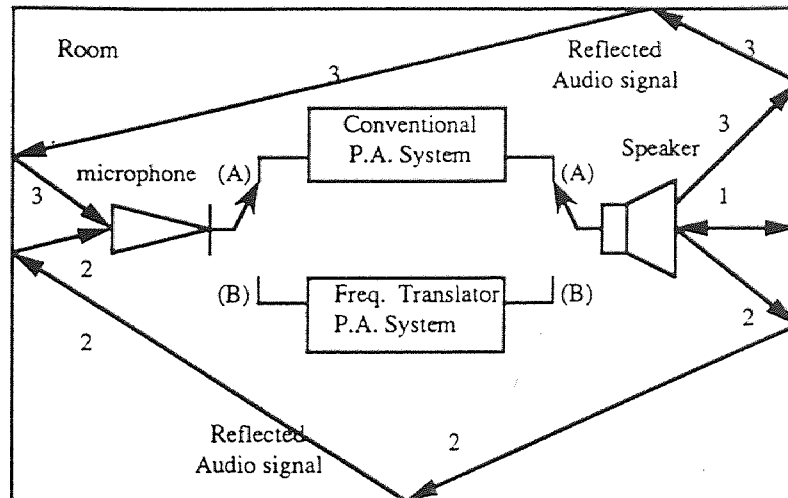 Room
Reflected
Audio signal
3
3
Conventional
P.A. System
3
Speaker
microphone
(A)
(A)
3
1
2
(B)
Freq. Translator
P.A. System
(B)
2
2
Reflected
Audio signal
2